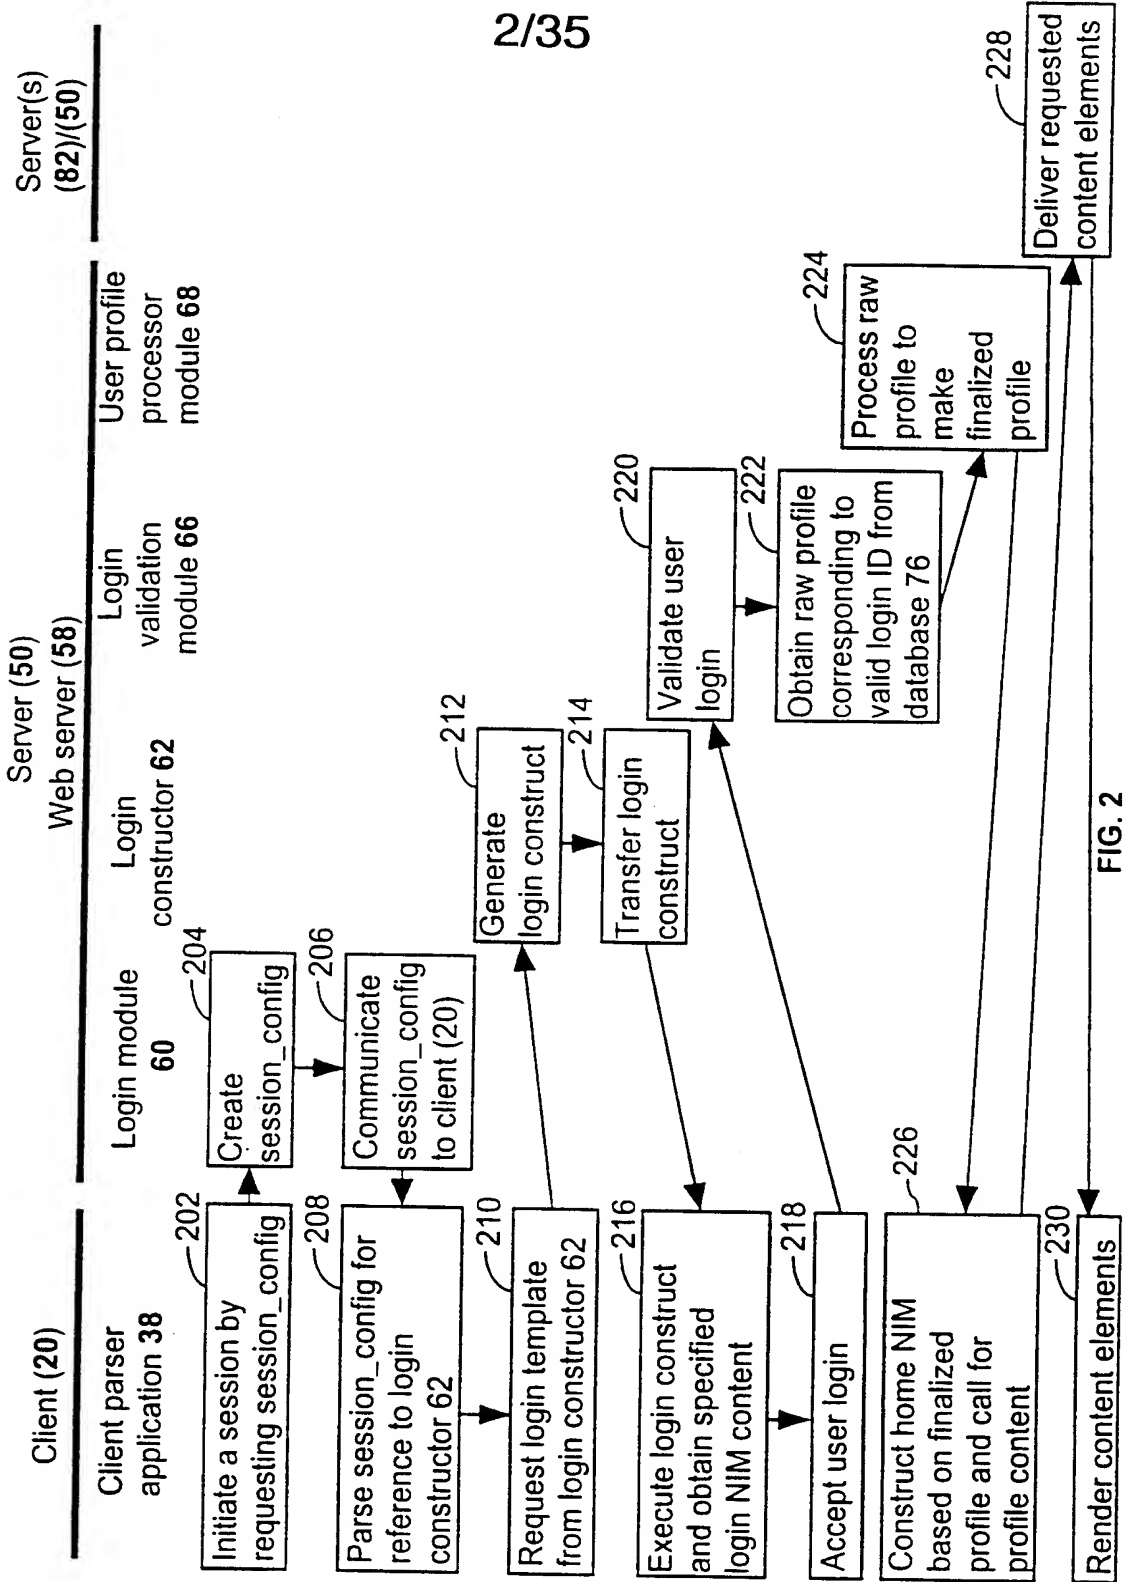 2/35
Client (20)
Server (50)
Web server (58)
Server(s)
(82)/(50)
Client parser
application 38
Login module
60
Login
constructor 62
Login
validation
module 66
User profile
processor
module 68
202
Initiate a session by
requesting session_config
204
Create
session_config
206
Communicate
session_config
to client (20)
208
Parse session_config for
reference to login
constructor 62
210
Request login template
from login constructor 62
212
Generate
login construct
214
Transfer login
construct
216
Execute login construct
and obtain specified
login NIM content
218
Accept user login
220
Validate user
login
222
Obtain raw profile
corresponding to
valid login ID from
database 76
224
Process raw
profile to
make
finalized
profile
226
Construct home NIM
based on finalized
profile and call for
profile content
228
Deliver requested
content elements
230
Render content elements
FIG. 2